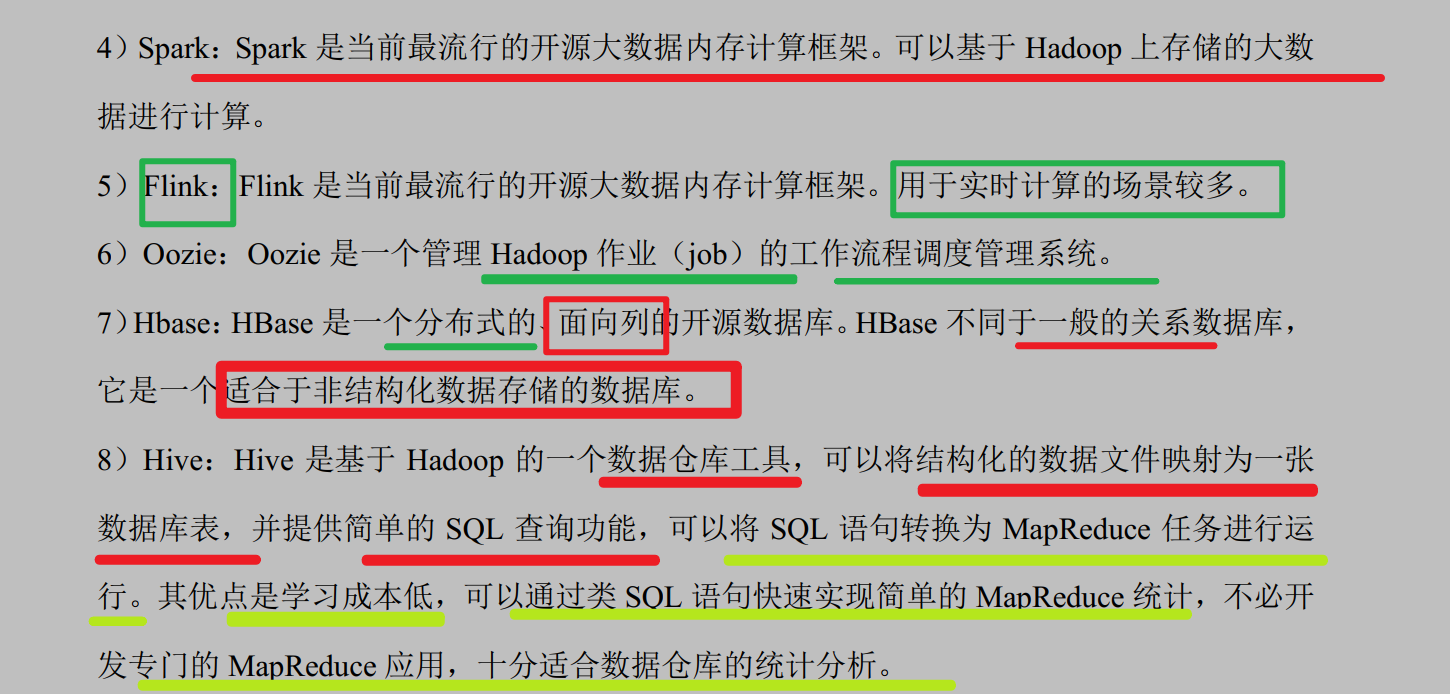 4）Spark：Spark 是当前最流行的开源大数据内存计算框架。可以基于 Hadoop 上存储的大数
据进行计算。
5）Flink：Flink 是当前最流行的开源大数据内存计算框架。用于实时计算的场景较多。
6）Oozie：Oozie 是一个管理 Hadoop 作业（job）的工作流程调度管理系统。
7）Hbase：HBase 是一个分布式的、面向列的开源数据库。HBase 不同于一般的关系数据库，
它是一个适合于非结构化数据存储的数据库。
8）Hive：Hive 是基于 Hadoop 的一个数据仓库工具，可以将结构化的数据文件映射为一张
数据库表，并提供简单的 SQL 查询功能，可以将 SQL 语句转换为 MapReduce 任务进行运
行。其优点是学习成本低，可以通过类 SQL 语句快速实现简单的 MapReduce 统计，不必开
发专门的 MapReduce 应用，十分适合数据仓库的统计分析。